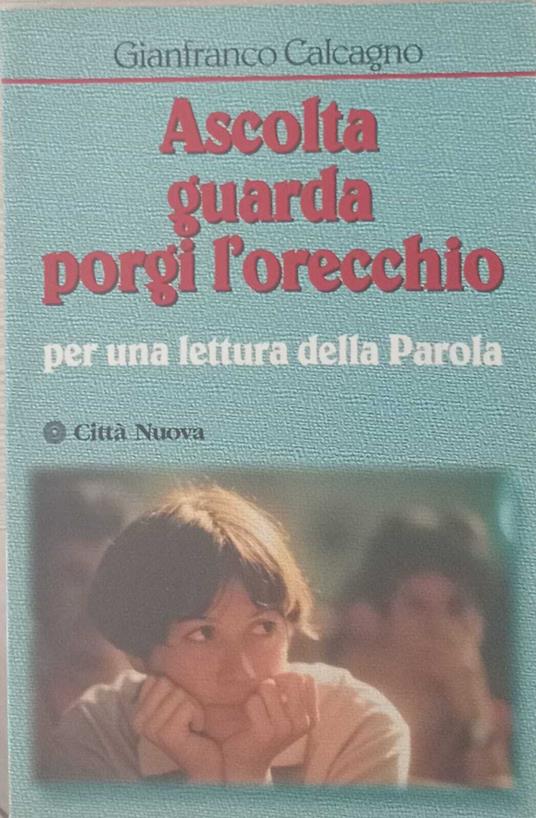 Gianfranco Calcagno
Ascolta
guarda
porgi l'orecchio
per una lettura della Parola
Città Nuova